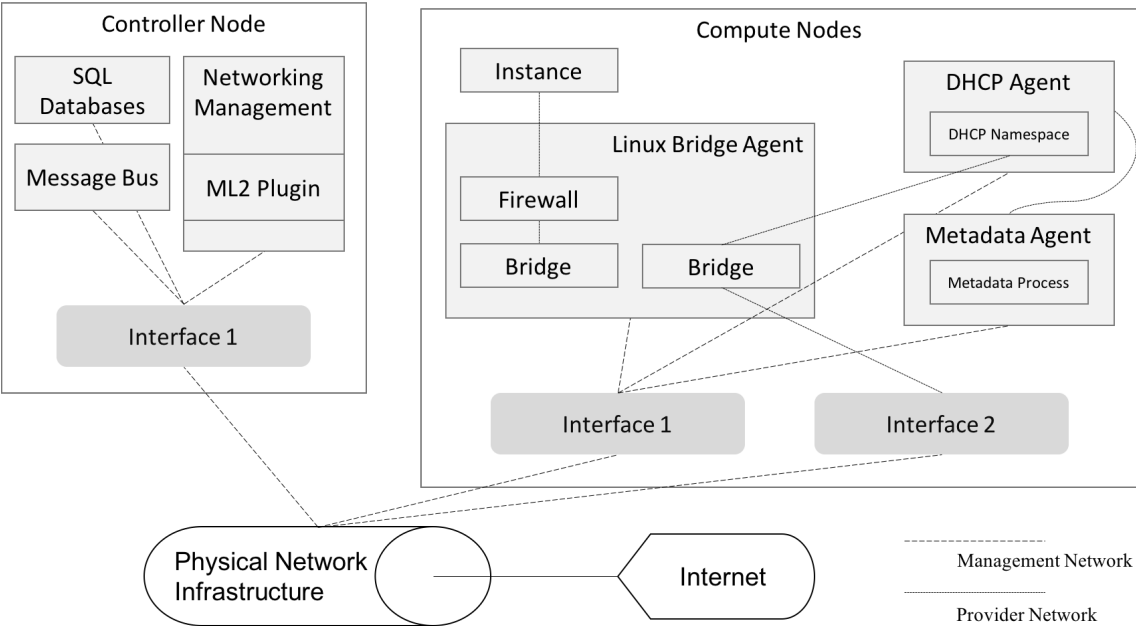 Controller Node
SQL
Databases
Message Bus
Networking
Management
ML2 Plugin
Interface 1
Compute Nodes
Instance
Linux Bridge Agent
Firewall
Bridge
Bridge
DHCP Agent
DHCP Namespace
Metadata Agent
Metadata Process
Interface 1
Interface 2
Physical Network
Infrastructure
Internet
Management Network
Provider Network